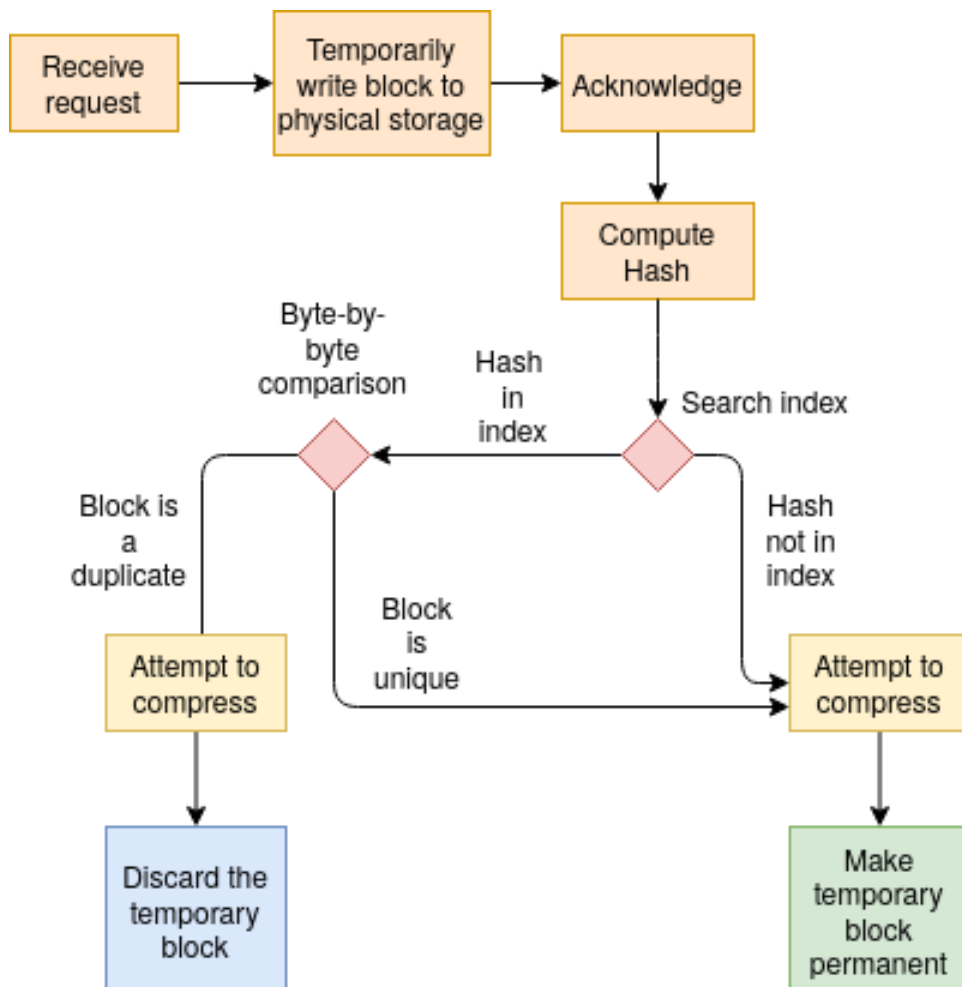 Receive
request
Temporarily
write block to
physical storage
Acknowledge
Compute
Hash
Search index
Hash
in
index
Byte-by-
byte
comparison
Hash
not in
index
Block is
a
duplicate
Block
is
unique
Attempt to
compress
Attempt to
compress
Discard the
temporary
block
Make
temporary
block
permanent